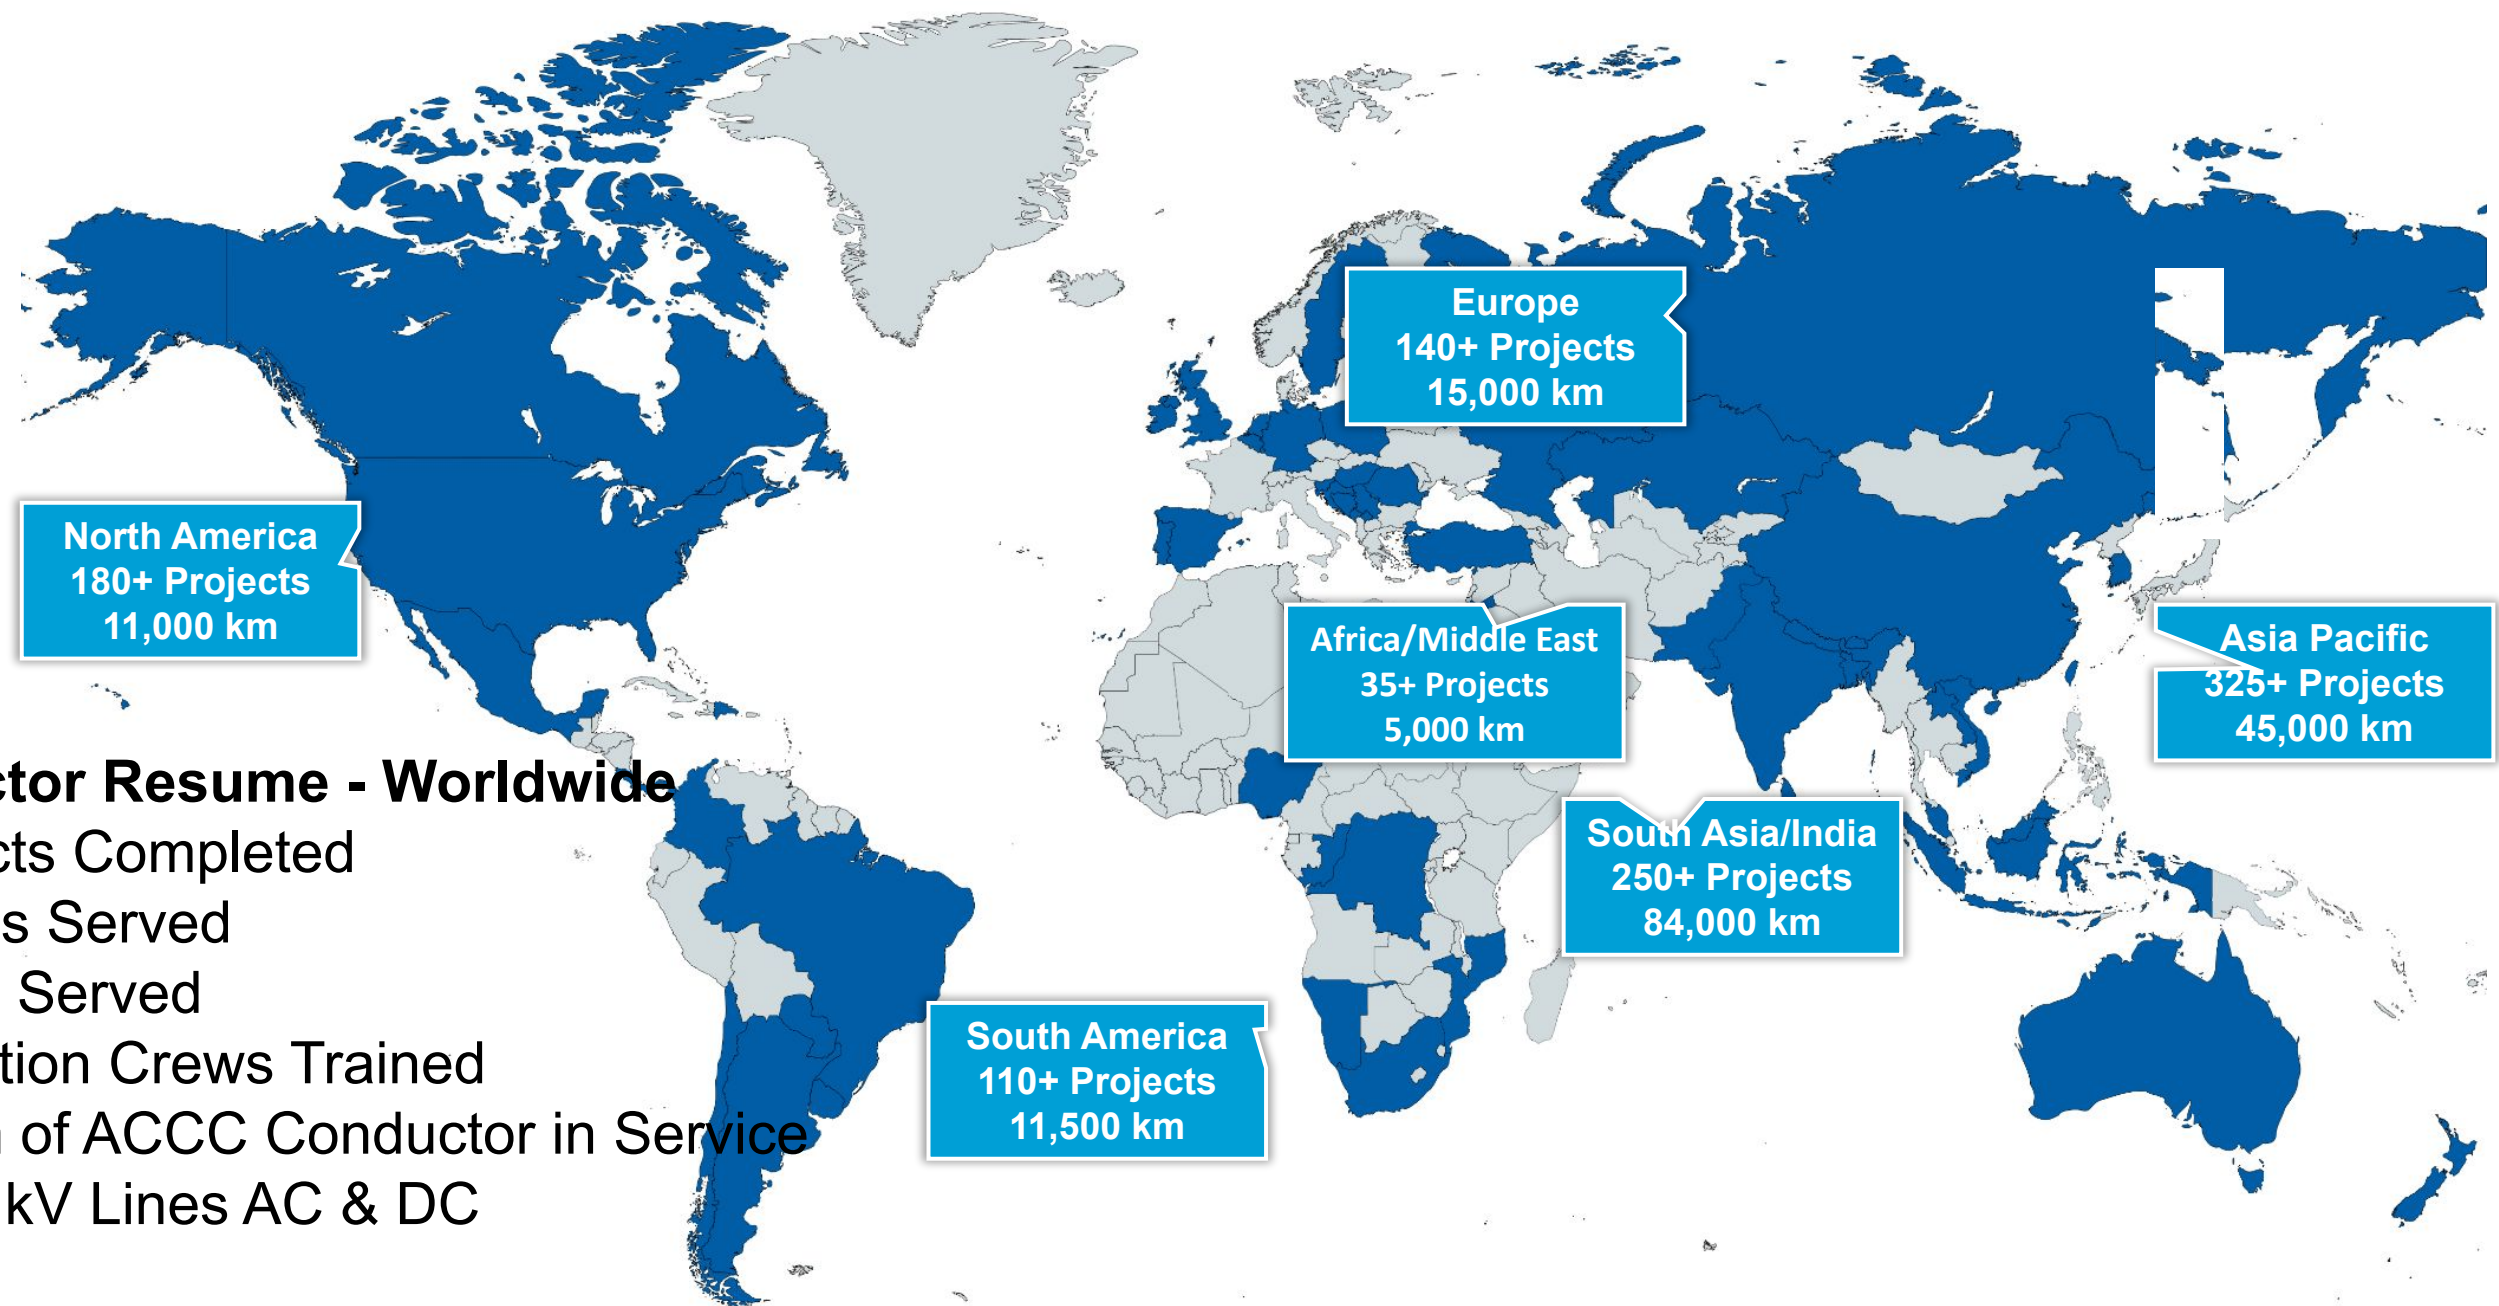 Europe
140+ Projects
15,000 km
North America
180+ Projects
11,000 km
Africa/Middle East
35+ Projects
5,000 km
Asia Pacific
325+ Projects
45,000 km
South Asia/India
250+ Projects
84,000 km
South America
110+ Projects
11,500 km
ctor Resume - Worldwide
cts Completed
s Served
Served
tion Crews Trained
of ACCC Conductor in Service
kV Lines AC & DC